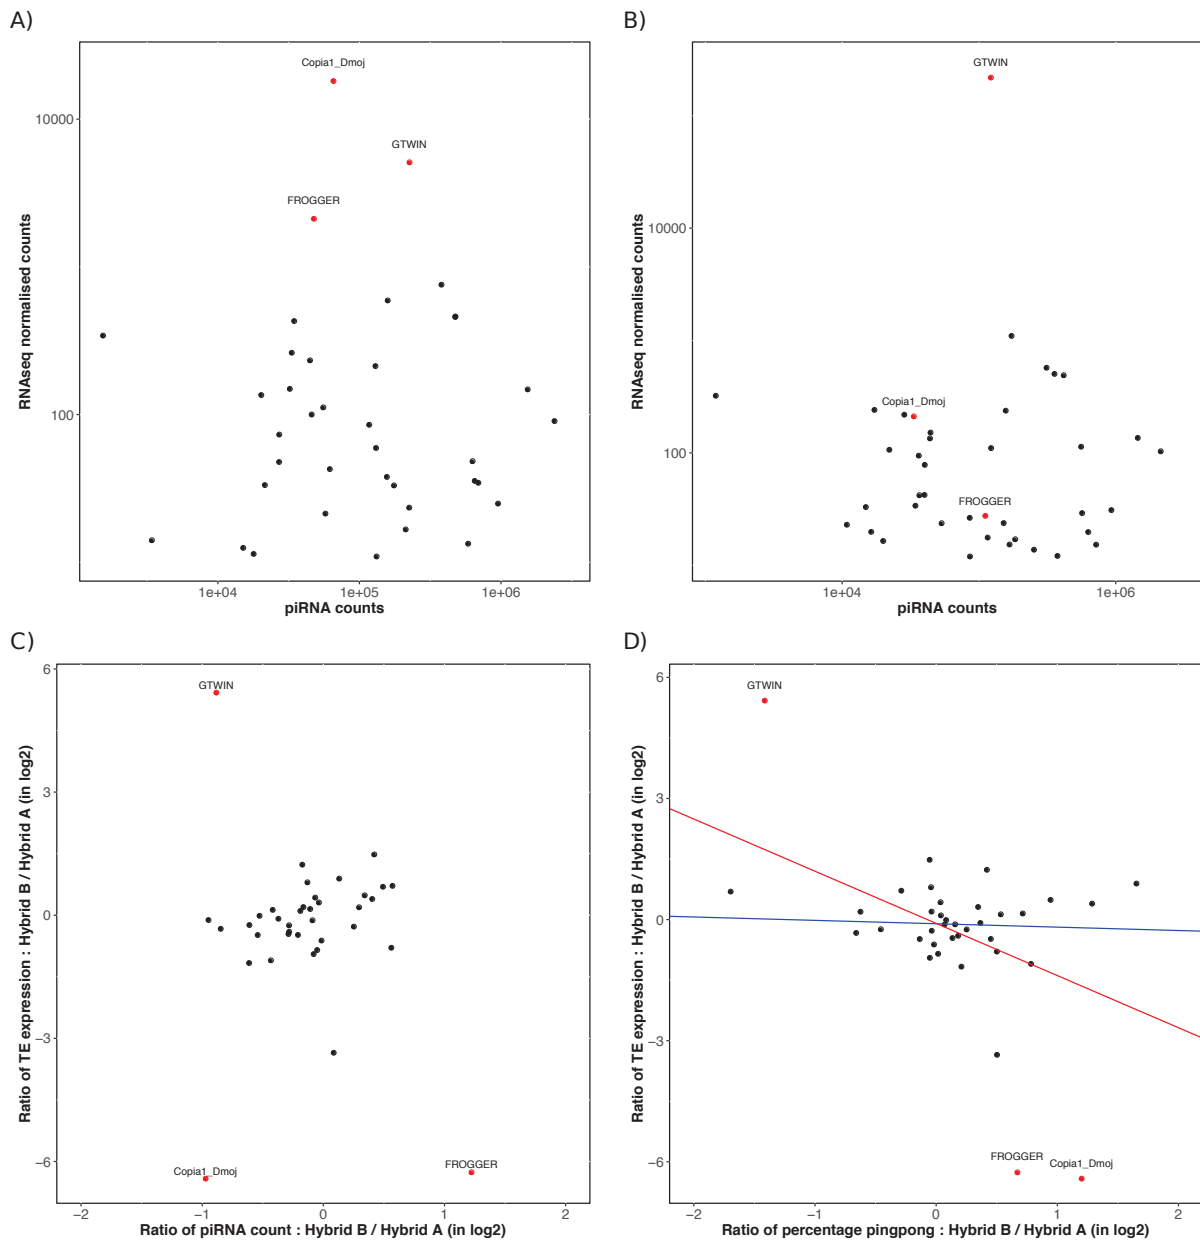 A)
RNAseq normalised counts
10000
100
Copia1_Dmoj
GTWIN
FROGGER
1e+04
1e+05
1e+06
piRNA counts
B)
RNAseq normalised counts
10000
100
GTWIN
Copia1_Dmoj
FROGGER
1e+04
1e+06
piRNA counts
C)
Ratio of TE expression : Hybrid B / Hybrid A (in log2)
6
3
0
−3
−6
GTWIN
Copia1_Dmoj
FROGGER
−2
−1
0
1
2
Ratio of piRNA count : Hybrid B / Hybrid A (in log2)
D)
Ratio of TE expression : Hybrid B / Hybrid A (in log2)
6
3
0
−3
−6
GTWIN
FROGGER
Copia1_Dmoj
−2
−1
0
1
2
Ratio of percentage pingpong : Hybrid B / Hybrid A (in log2)